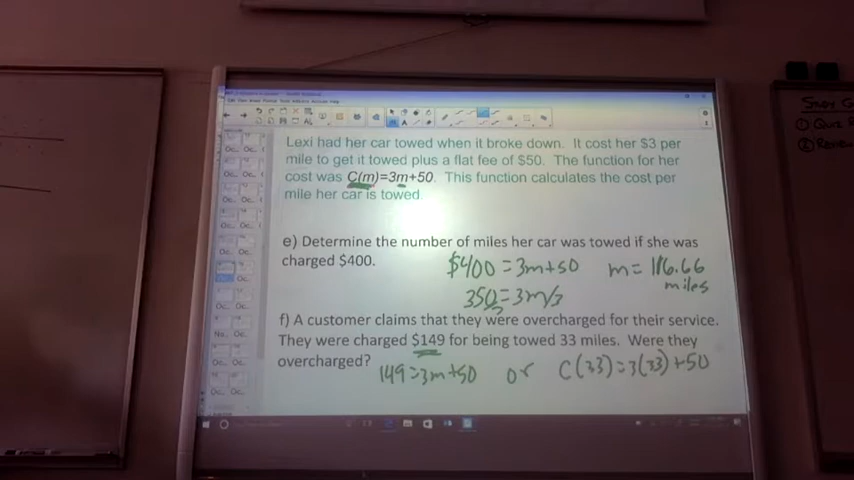 Lexi had her car towed when it broke down. It cost her $3 per
mile to get it towed plus a flat fee of $50. The function for her
cost was C(m)=3m+50. This function calculates the cost per
mile her car is towed.
e) Determine the number of miles her car was towed if she was
charged $400.
$400 = 3m+50
m = 116.66
miles
350 = 3m/3
f) A customer claims that they were overcharged for their service.
They were charged $149 for being towed 33 miles. Were they
overcharged?
149=3m+50 or C(33)=3(33)+50
Study G
① Quiz
②